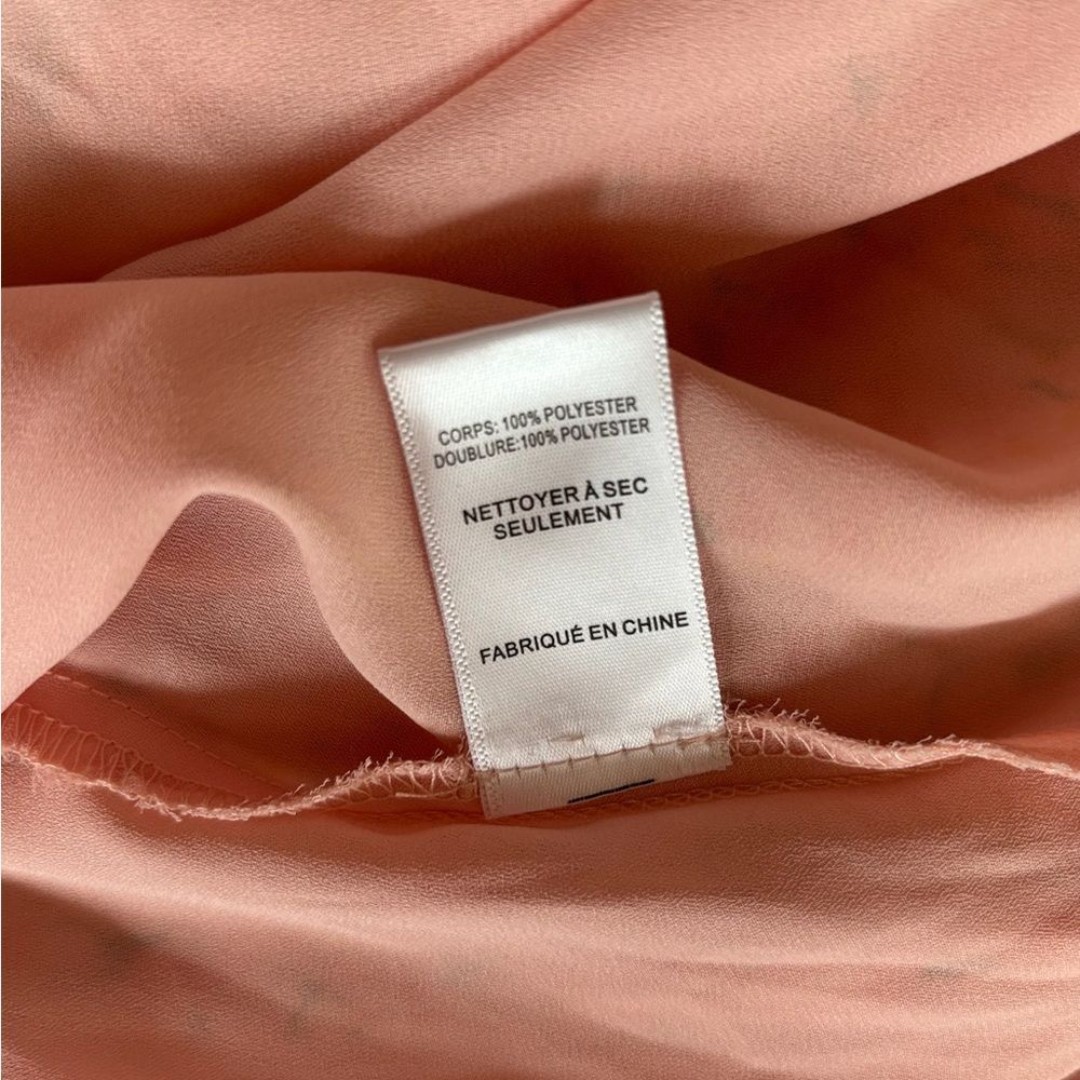 CORPS: 100% POLYESTER
DOUBLURE:100% POLYESTER
NETTOYER À SEC
SEULEMENT
FABRIQUÉ EN CHINE